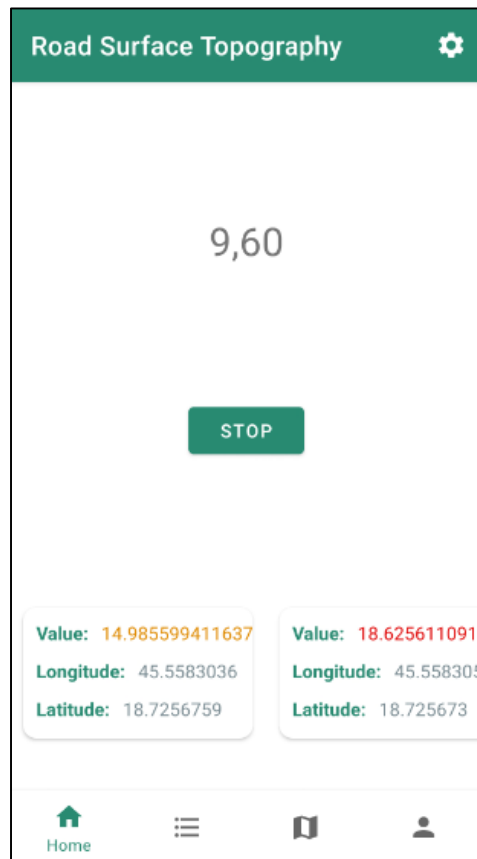 Road Surface Topography
9,60
STOP
Value: 14.985599411637
Longitude: 45.5583036
Latitude: 18.7256759
Value: 18.625611091
Longitude: 45.558305
Latitude: 18.725673
Home